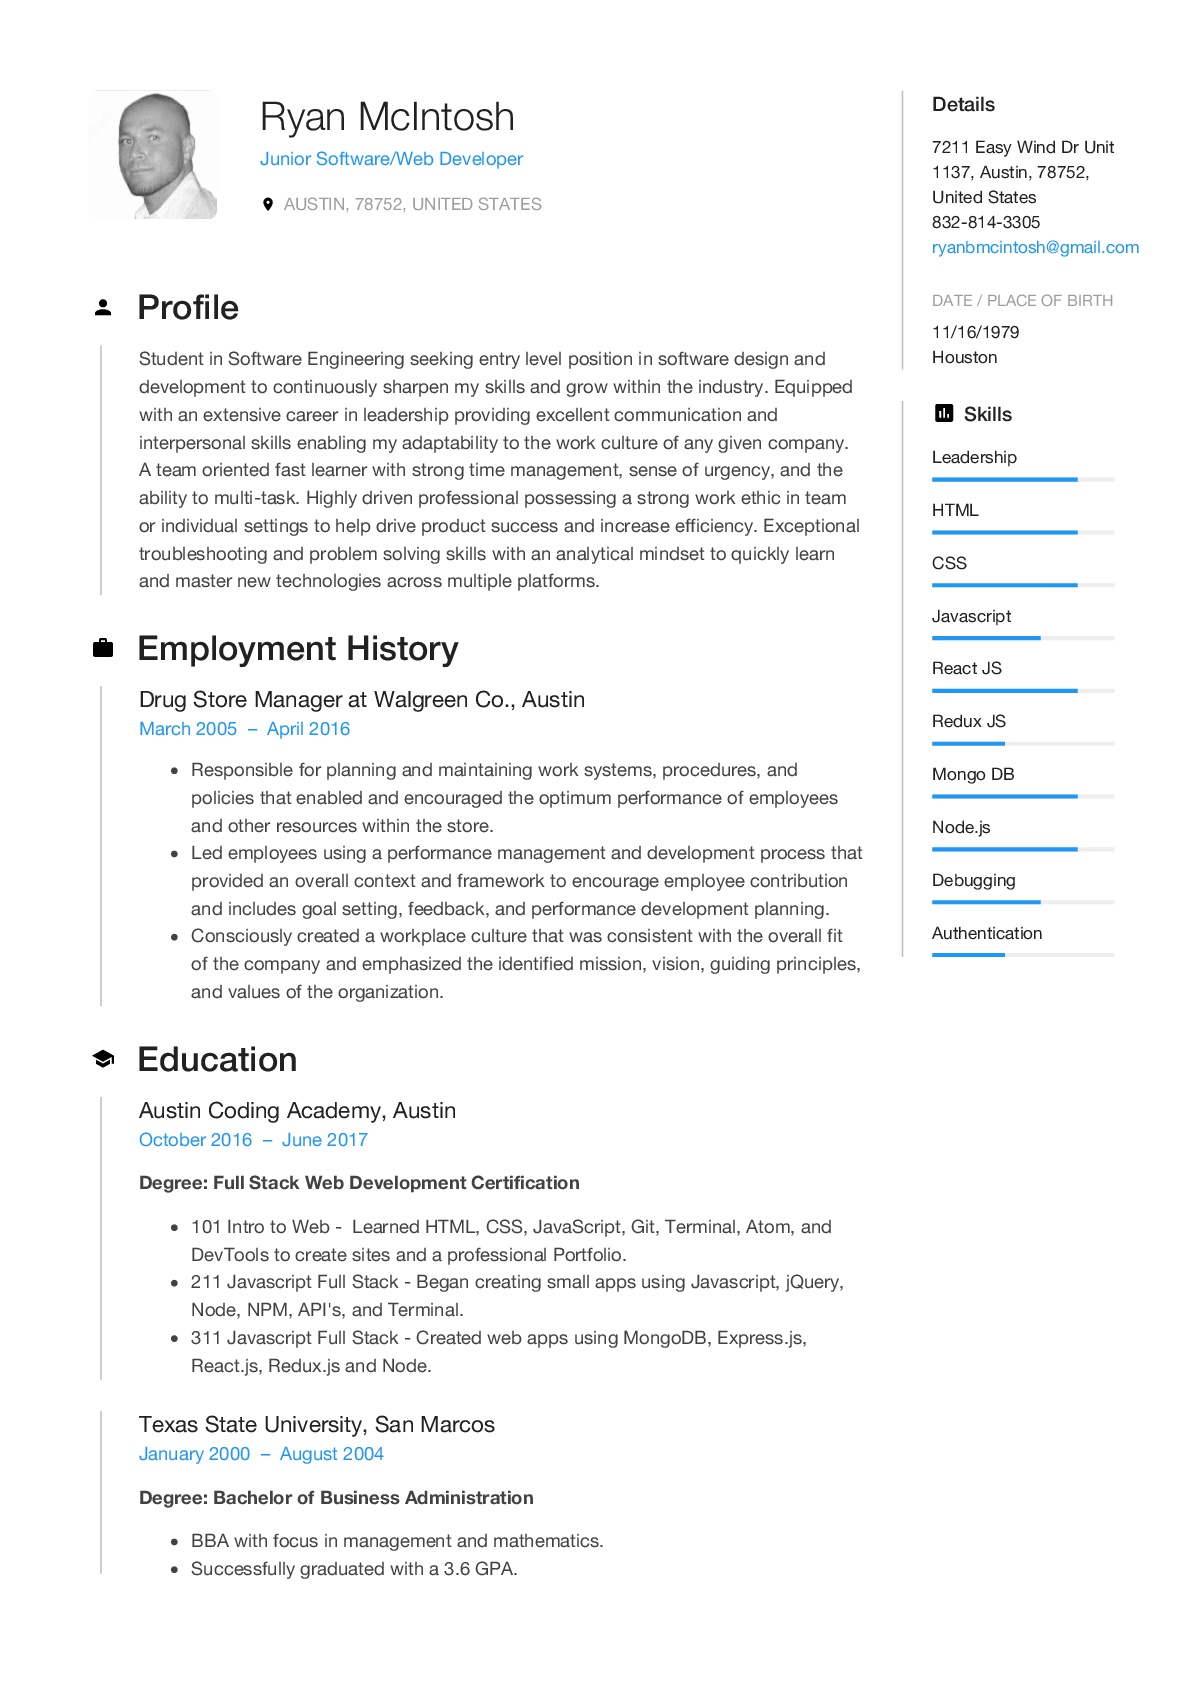 Ryan McIntosh
Junior Software/Web Developer
AUSTIN, 78752, UNITED STATES
Profile
Student in Software Engineering seeking entry level position in software design and
development to continuously sharpen my skills and grow within the industry. Equipped
with an extensive career in leadership providing excellent communication and
interpersonal skills enabling my adaptability to the work culture of any given company.
A team oriented fast learner with strong time management, sense of urgency, and the
ability to multi-task. Highly driven professional possessing a strong work ethic in team
or individual settings to help drive product success and increase efficiency. Exceptional
troubleshooting and problem solving skills with an analytical mindset to quickly learn
and master new technologies across multiple platforms.
Employment History
Drug Store Manager at Walgreen Co., Austin
March 2005 – April 2016
• Responsible for planning and maintaining work systems, procedures, and
policies that enabled and encouraged the optimum performance of employees
and other resources within the store.
• Led employees using a performance management and development process that
provided an overall context and framework to encourage employee contribution
and includes goal setting, feedback, and performance development planning.
• Consciously created a workplace culture that was consistent with the overall fit
of the company and emphasized the identified mission, vision, guiding principles,
and values of the organization.
Education
Austin Coding Academy, Austin
October 2016 – June 2017
Degree: Full Stack Web Development Certification
• 101 Intro to Web - Learned HTML, CSS, JavaScript, Git, Terminal, Atom, and
DevTools to create sites and a professional Portfolio.
• 211 Javascript Full Stack - Began creating small apps using Javascript, jQuery,
Node, NPM, API's, and Terminal.
• 311 Javascript Full Stack - Created web apps using MongoDB, Express.js,
React.js, Redux.js and Node.
Texas State University, San Marcos
January 2000 – August 2004
Degree: Bachelor of Business Administration
• BBA with focus in management and mathematics.
• Successfully graduated with a 3.6 GPA.
Details
7211 Easy Wind Dr Unit
1137, Austin, 78752,
United States
832-814-3305
ryanbmcintosh@gmail.com
DATE / PLACE OF BIRTH
11/16/1979
Houston
Skills
Leadership
HTML
CSS
Javascript
React JS
Redux JS
Mongo DB
Node.js
Debugging
Authentication